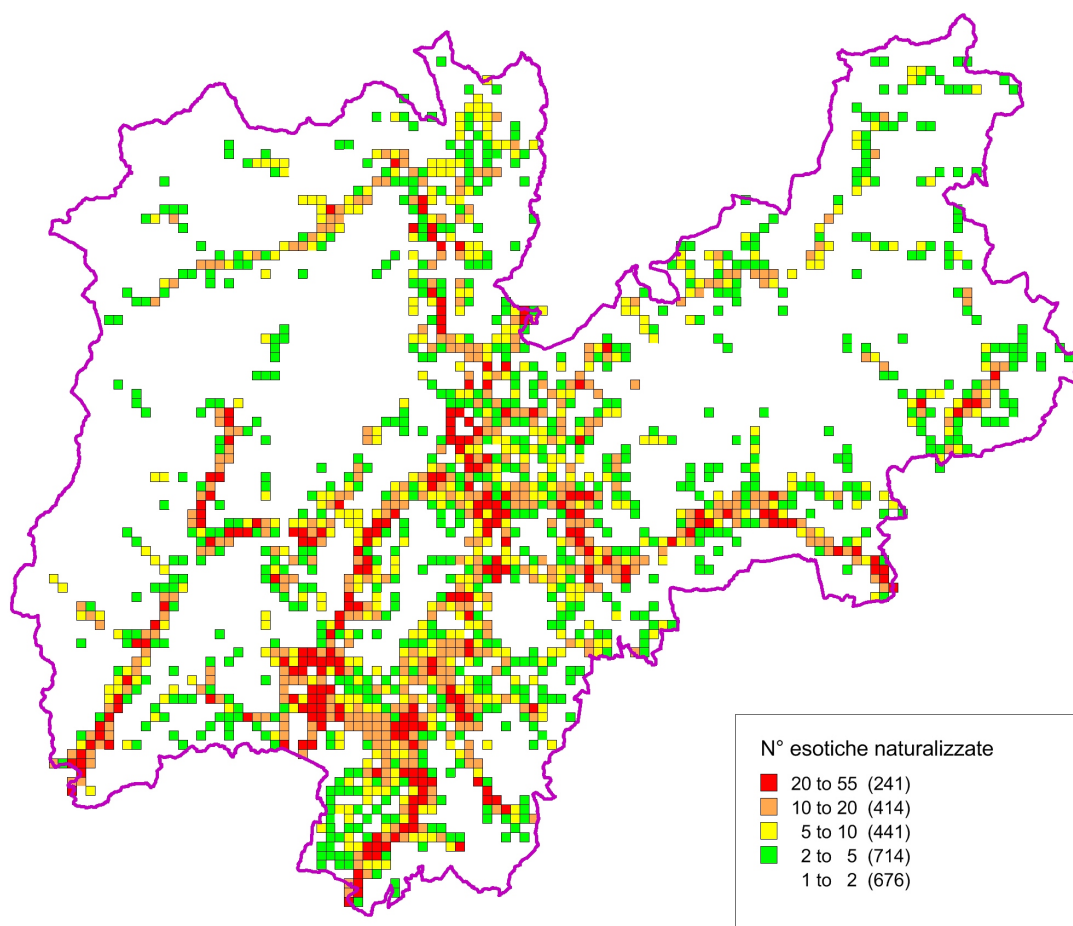 N° esotiche naturalizzate
20 to 55 (241)
10 to 20 (414)
5 to 10 (441)
2 to 5 (714)
1 to 2 (676)